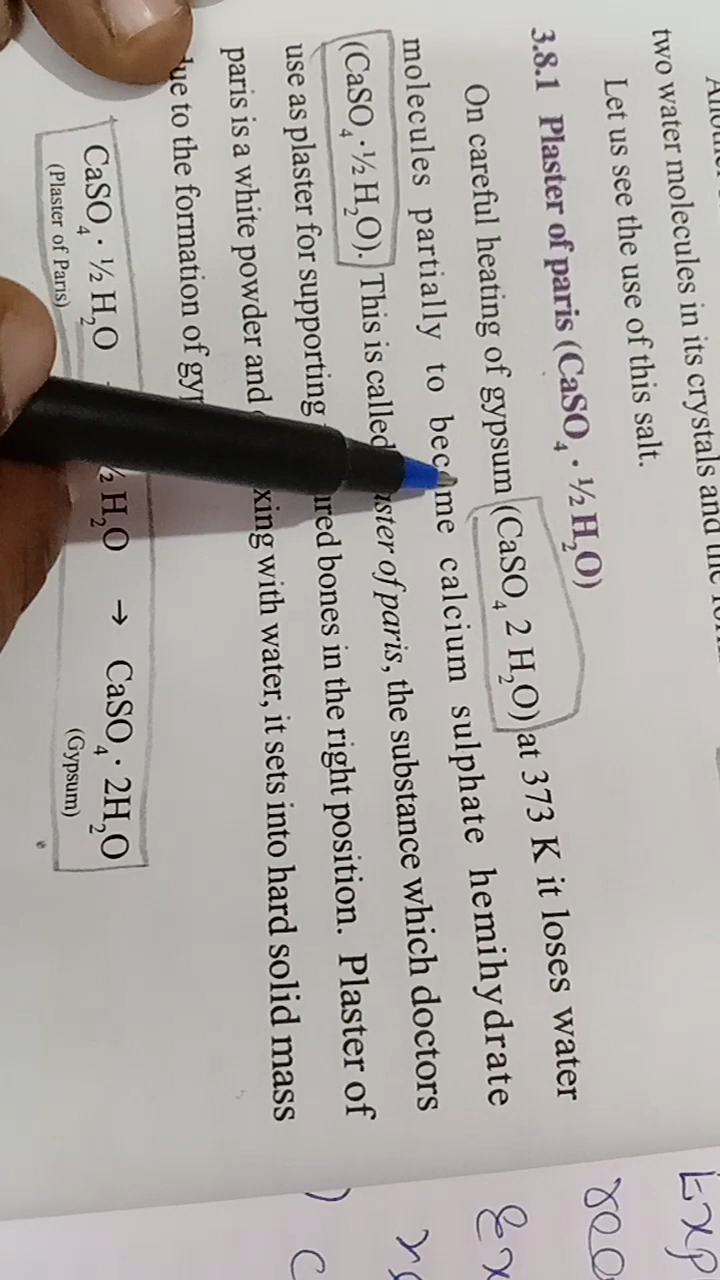 two water molecules in its crystals and the
Let us see the use of this salt.
3.8.1 Plaster of paris (CaSO₄ · ½ H₂O)
On careful heating of gypsum (CaSO₄ 2 H₂O) at 373 K it loses water
molecules partially to become calcium sulphate hemihydrate
(CaSO₄·½ H₂O). This is called of paris, the substance which doctors
use as plaster for supporting bones in the right position. Plaster of
paris is a white powder and with water, it sets into hard solid mass
due to the formation of
CaSO₄ · ½ H₂O ½ H₂O → CaSO₄ · 2H₂O
(Plaster of Paris) (Gypsum)